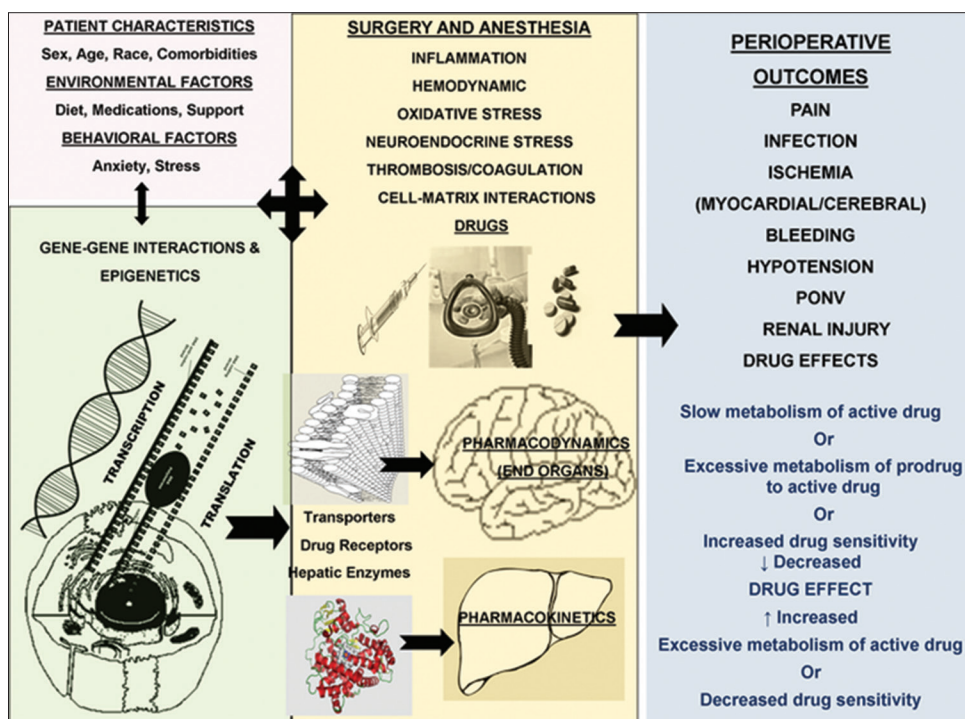 PATIENT CHARACTERISTICS
Sex, Age, Race, Comorbidities
ENVIRONMENTAL FACTORS
Diet, Medications, Support
BEHAVIORAL FACTORS
Anxiety, Stress
GENE-GENE INTERACTIONS &
EPIGENETICS
TRANSCRIPTION
TRANSLATION
SURGERY AND ANESTHESIA
INFLAMMATION
HEMODYNAMIC
OXIDATIVE STRESS
NEUROENDOCRINE STRESS
THROMBOSIS/COAGULATION
CELL-MATRIX INTERACTIONS
DRUGS
PHARMACODYNAMICS
(END ORGANS)
Transporters
Drug Receptors
Hepatic Enzymes
PHARMACOKINETICS
PERIOPERATIVE
OUTCOMES
PAIN
INFECTION
ISCHEMIA
(MYOCARDIAL/CEREBRAL)
BLEEDING
HYPOTENSION
PONV
RENAL INJURY
DRUG EFFECTS
Slow metabolism of active drug
Or
Excessive metabolism of prodrug
to active drug
Or
Increased drug sensitivity
↓ Decreased
DRUG EFFECT
↑ Increased
Excessive metabolism of active drug
Or
Decreased drug sensitivity